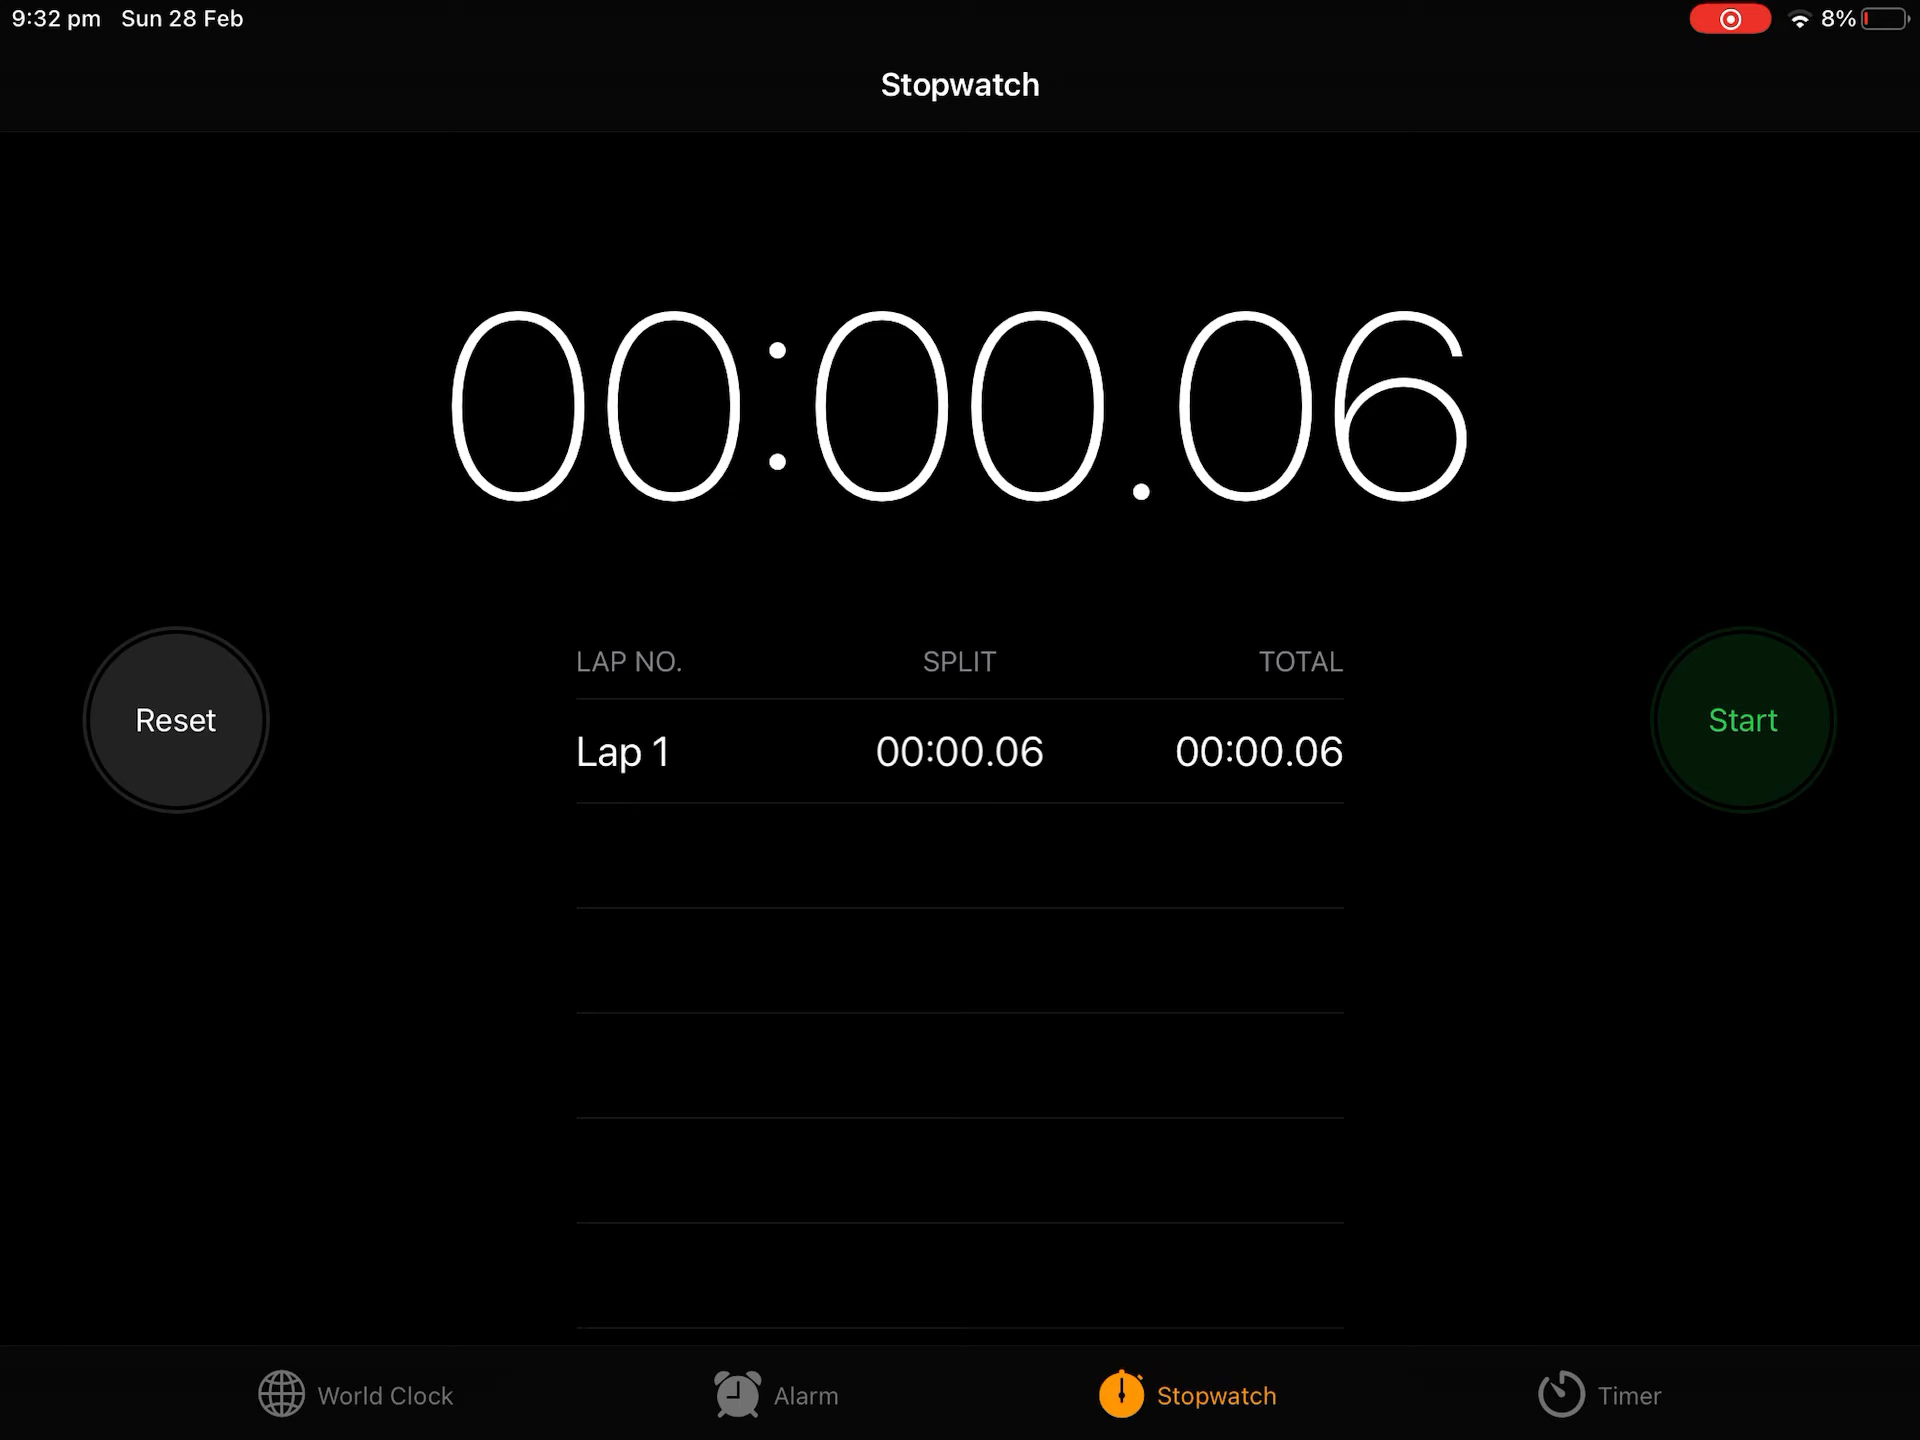 9:32 pm Sun 28 Feb 8%
Stopwatch
00:00.06
Reset
Start
LAP NO. SPLIT TOTAL
Lap 1 00:00.06 00:00.06
World Clock Alarm Stopwatch Timer